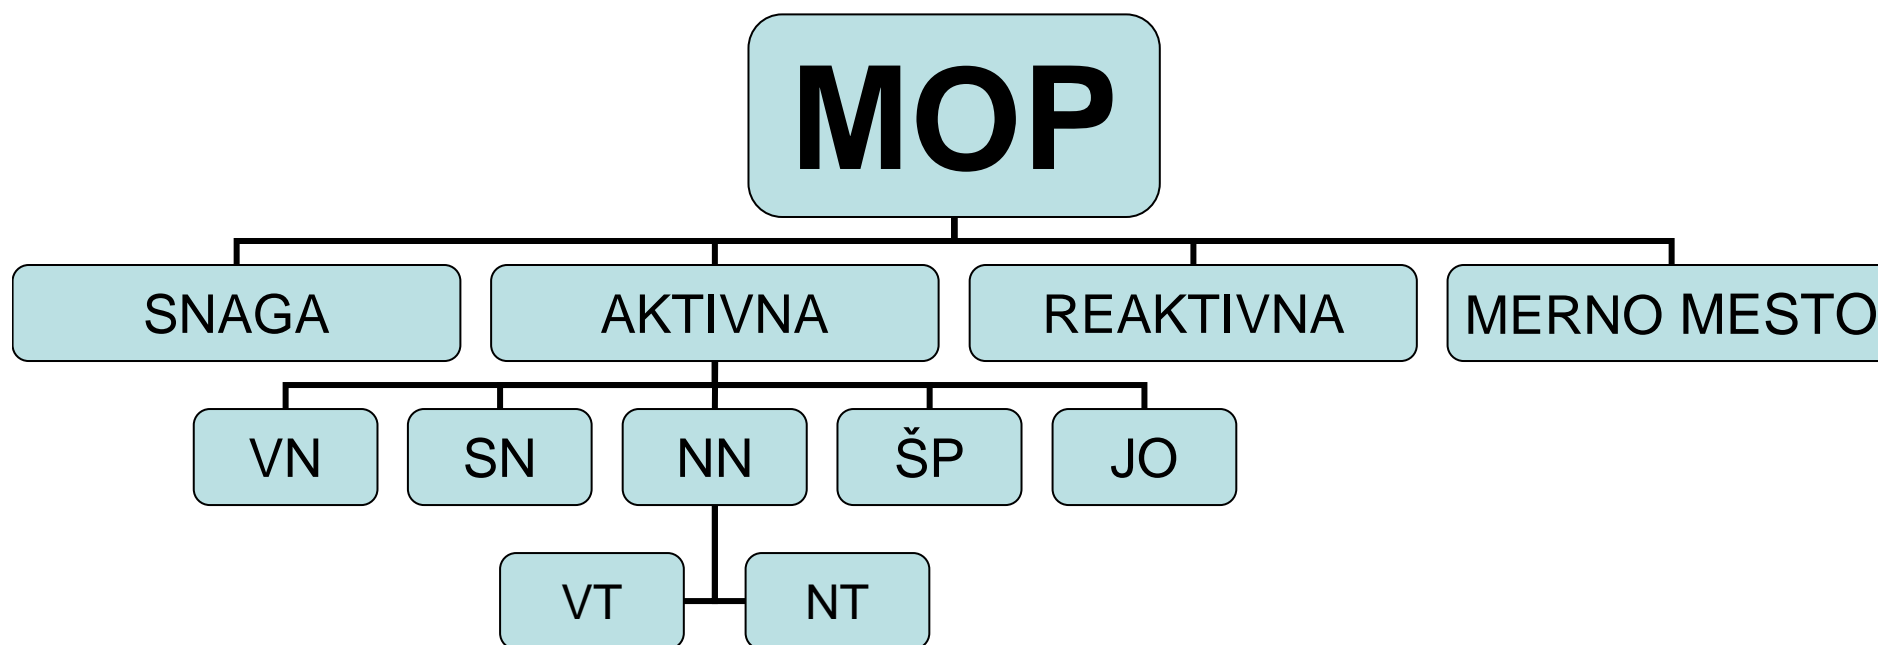 MOP
SNAGA
AKTIVNA
REAKTIVNA
MERNO MESTO
VN
SN
NN
ŠP
JO
VT
NT